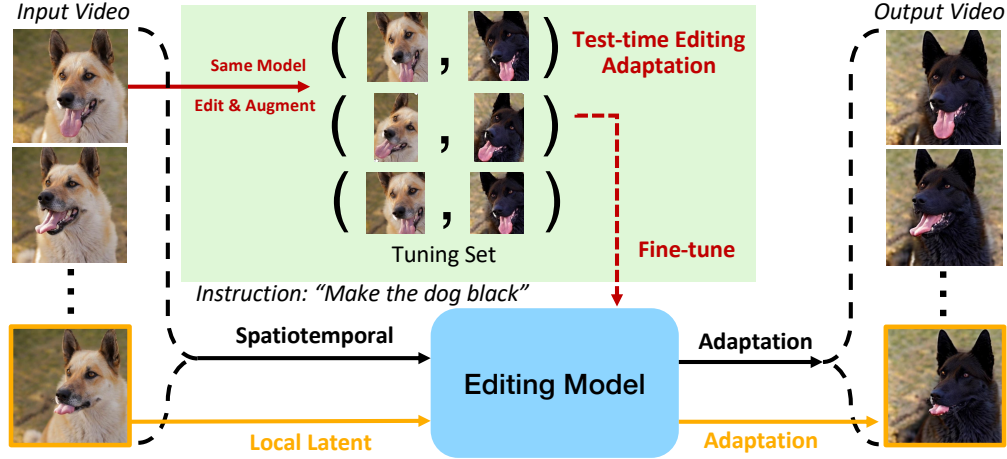 Input Video
Output Video
Same Model
Edit & Augment
( , )
Test-time Editing
Adaptation
( , )
( , )
Tuning Set
Fine-tune
Instruction: “Make the dog black”
Spatiotemporal
Adaptation
Editing Model
Local Latent
Adaptation